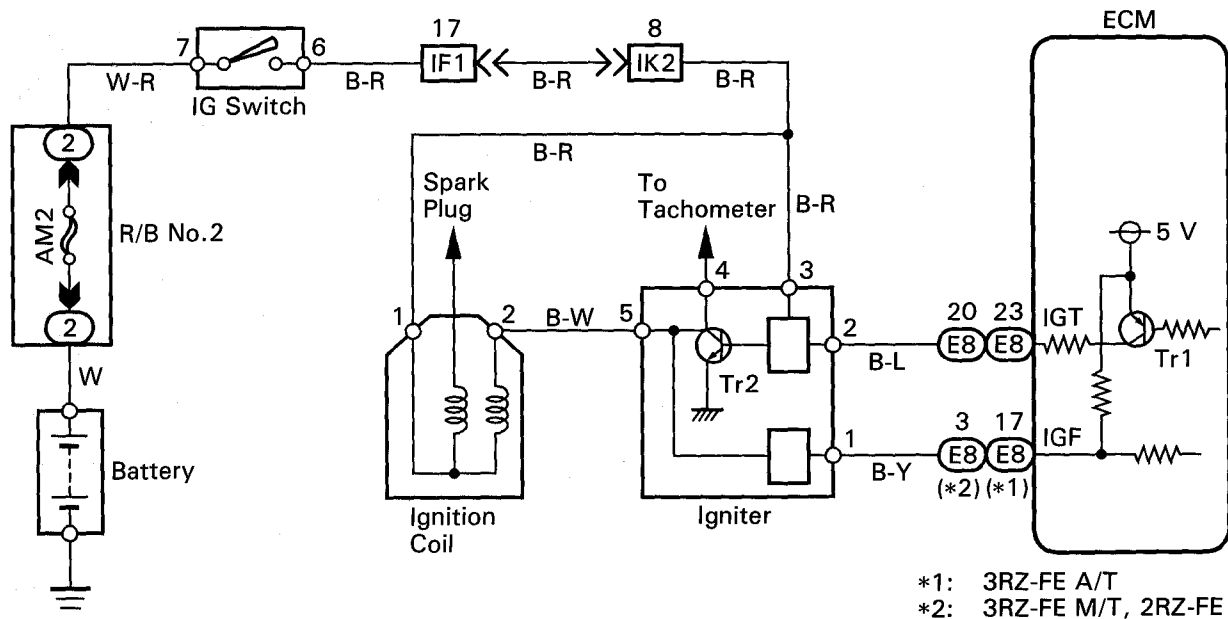 ECM
17
8
7
6
IF1
IK2
W-R
B-R
B-R
B-R
IG Switch
2
B-R
AM2
R/B No.2
2
Spark
Plug
To
Tachometer
B-R
5 V
4
3
1
2
B-W
5
2
20
23
IGT
E8
E8
B-L
Tr2
Tr1
W
3
17
1
IGF
E8
E8
B-Y
(*2)
(*1)
Battery
Ignition
Coil
Igniter
*1: 3RZ-FE A/T
*2: 3RZ-FE M/T, 2RZ-FE